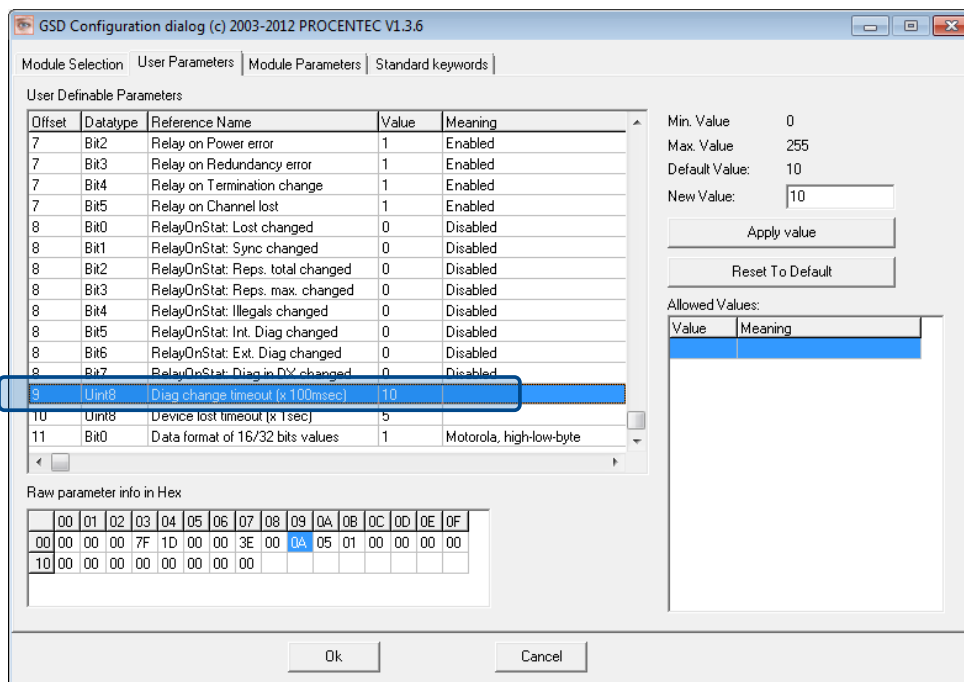 GSD Configuration dialog (c) 2003-2012 PROCENTEC V1.3.6
Module Selection User Parameters Module Parameters Standard keywords
User Definable Parameters
Offset Datatype Reference Name Value Meaning
7 Bit2 Relay on Power error 1 Enabled
7 Bit3 Relay on Redundancy error 1 Enabled
7 Bit4 Relay on Termination change 1 Enabled
7 Bit5 Relay on Channel lost 1 Enabled
8 Bit0 RelayOnStat: Lost changed 0 Disabled
8 Bit1 RelayOnStat: Sync changed 0 Disabled
8 Bit2 RelayOnStat: Reps. total changed 0 Disabled
8 Bit3 RelayOnStat: Reps. max. changed 0 Disabled
8 Bit4 RelayOnStat: Illegals changed 0 Disabled
8 Bit5 RelayOnStat: Int. Diag changed 0 Disabled
8 Bit6 RelayOnStat: Ext. Diag changed 0 Disabled
8 Bit7 RelayOnStat: Diag in DX changed 0 Disabled
9 Uint8 Diag change timeout (x 100msec) 10
10 Uint8 Device lost timeout (x 1sec) 5
11 Bit0 Data format of 16/32 bits values 1 Motorola, high-low-byte
Min. Value 0
Max. Value 255
Default Value: 10
New Value: 10
Apply value
Reset To Default
Allowed Values:
Value Meaning
Raw parameter info in Hex
00 01 02 03 04 05 06 07 08 09 0A 0B 0C 0D 0E 0F
00 00 00 00 7F 1D 00 00 3E 00 0A 05 01 00 00 00 00
10 00 00 00 00 00 00 00 00
Ok Cancel